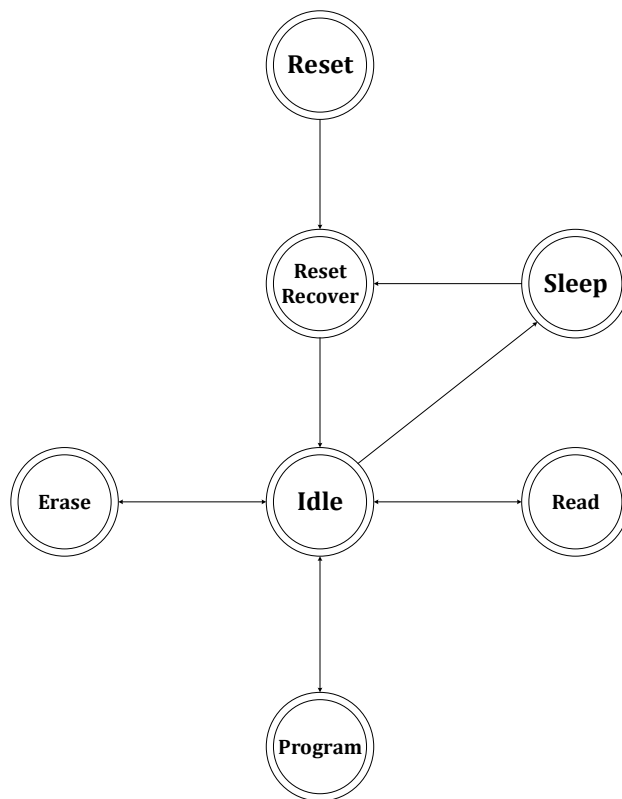 Reset
Reset
Recover
Sleep
Erase
Idle
Read
Program